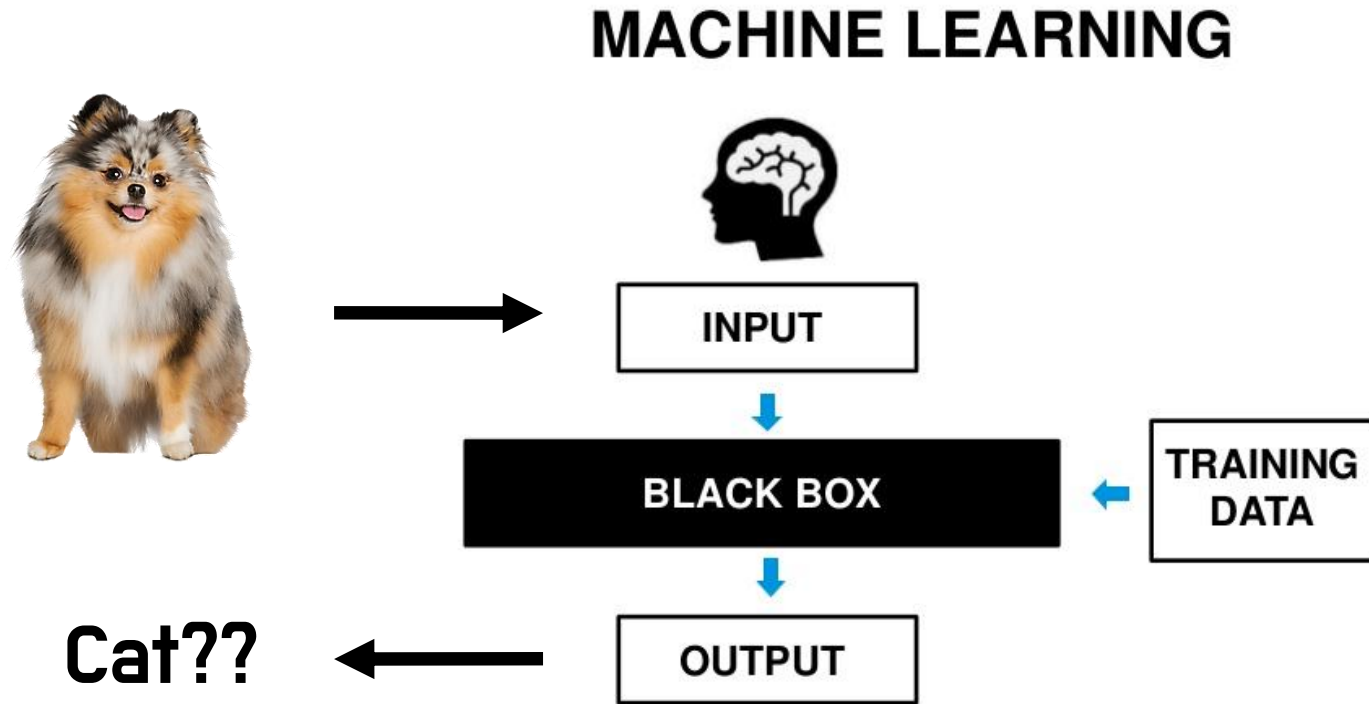 MACHINE LEARNING
INPUT
BLACK BOX
TRAINING
DATA
OUTPUT
Cat??